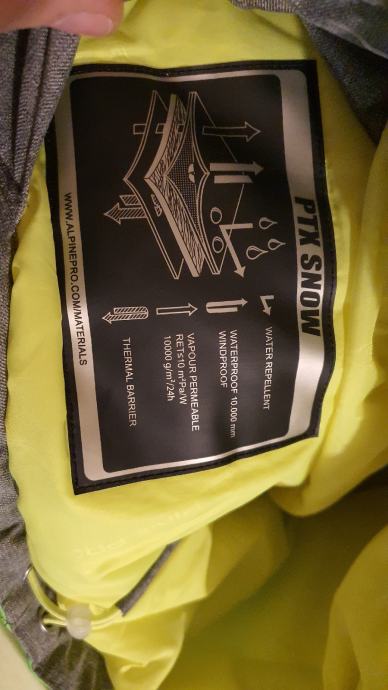 PTX SNOW
WATER REPELLENT
WATERPROOF 10.000 mm
WINDPROOF
VAPOUR PERMEABLE
RET≤10 m²Pa/W
10000 g/m²/24h
THERMAL BARRIER
WWW.ALPINEPRO.COM/MATERIALS